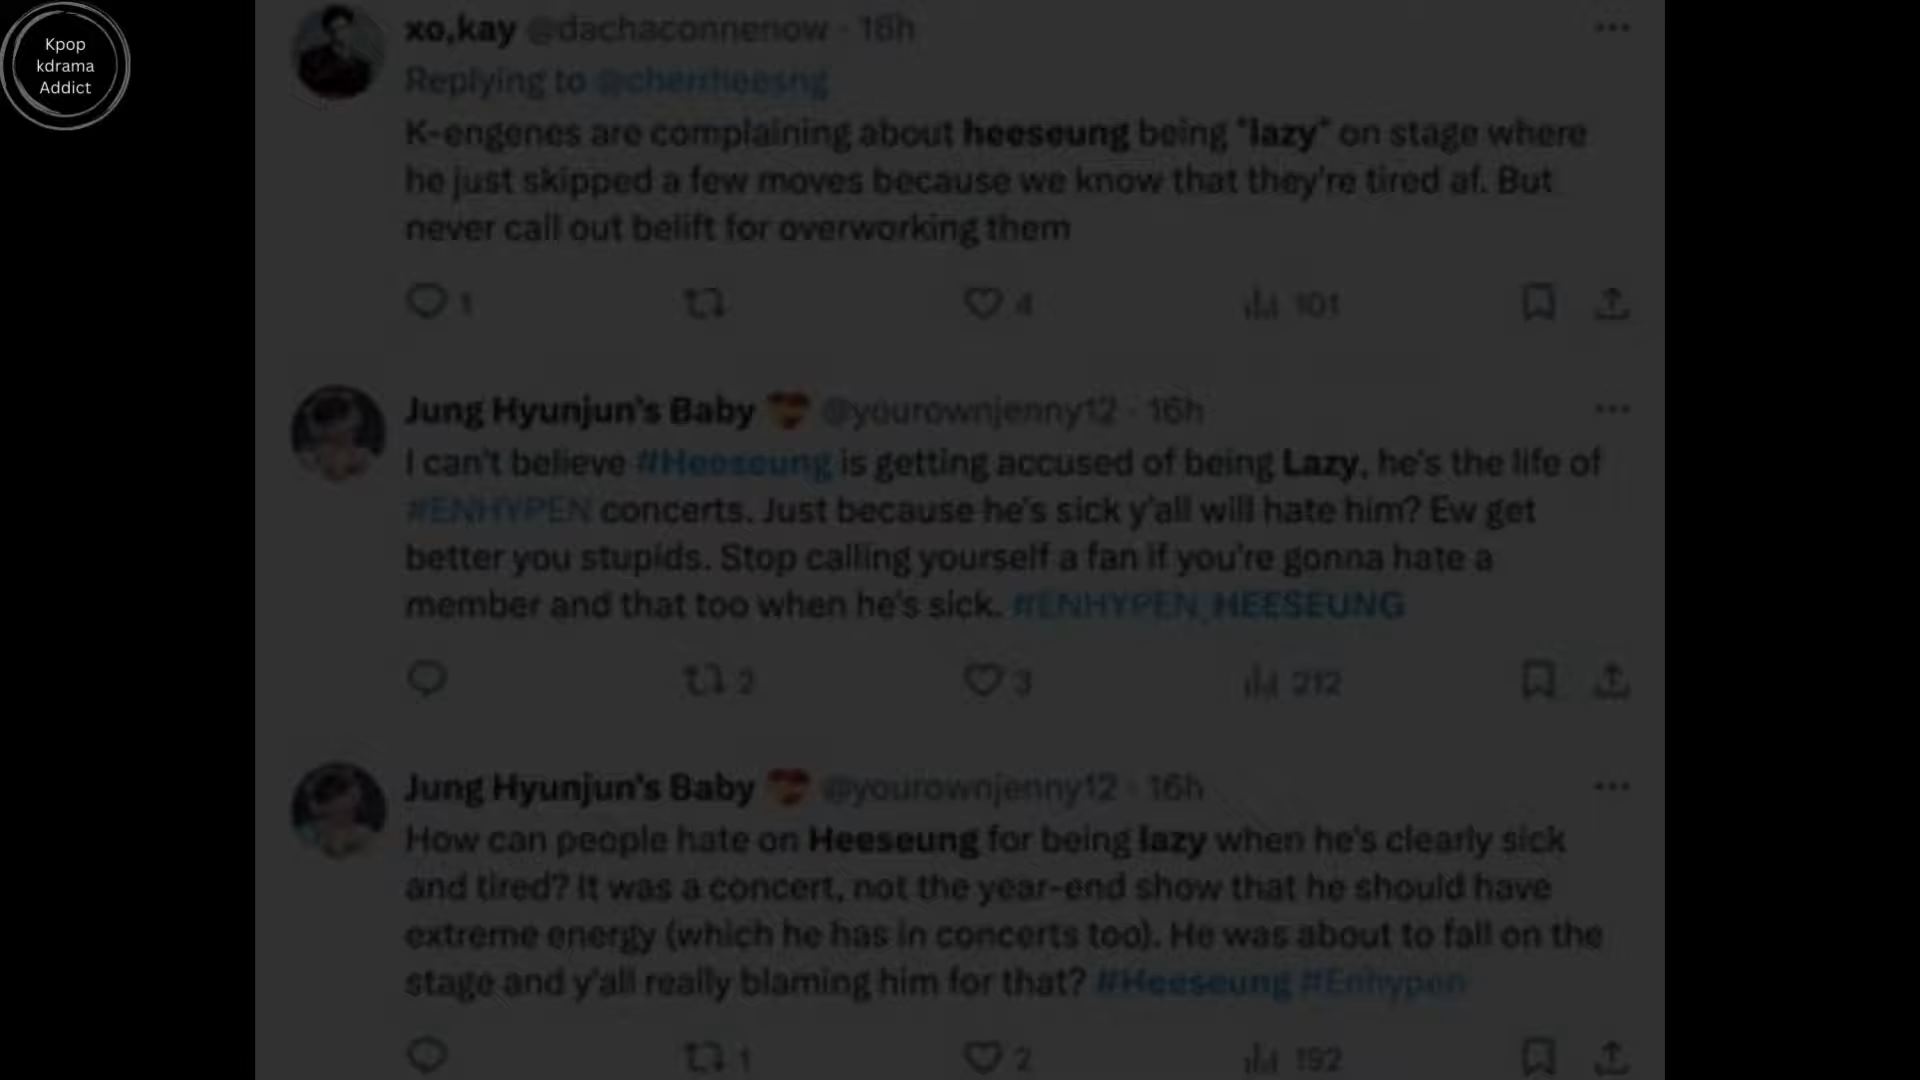 Kpop
kdrama
Addict
xo,kay @dachaconnenow · 16h
Replying to @cherrheesng
K-engenes are complaining about heeseung being "lazy" on stage where
he just skipped a few moves because we know that they're tired af. But
never call out belift for overworking them
1 4 101
Jung Hyunjun's Baby @yourownjenny12 · 16h
I can't believe #Heeseung is getting accused of being Lazy, he's the life of
#ENHYPEN concerts. Just because he's sick y'all will hate him? Ew get
better you stupids. Stop calling yourself a fan if you're gonna hate a
member and that too when he's sick. #ENHYPEN_HEESEUNG
2 3 212
Jung Hyunjun's Baby @yourownjenny12 · 16h
How can people hate on Heeseung for being lazy when he's clearly sick
and tired? It was a concert, not the year-end show that he should have
extreme energy (which he has in concerts too). He was about to fall on the
stage and y'all really blaming him for that? #Heeseung #Enhypen
1 2 192